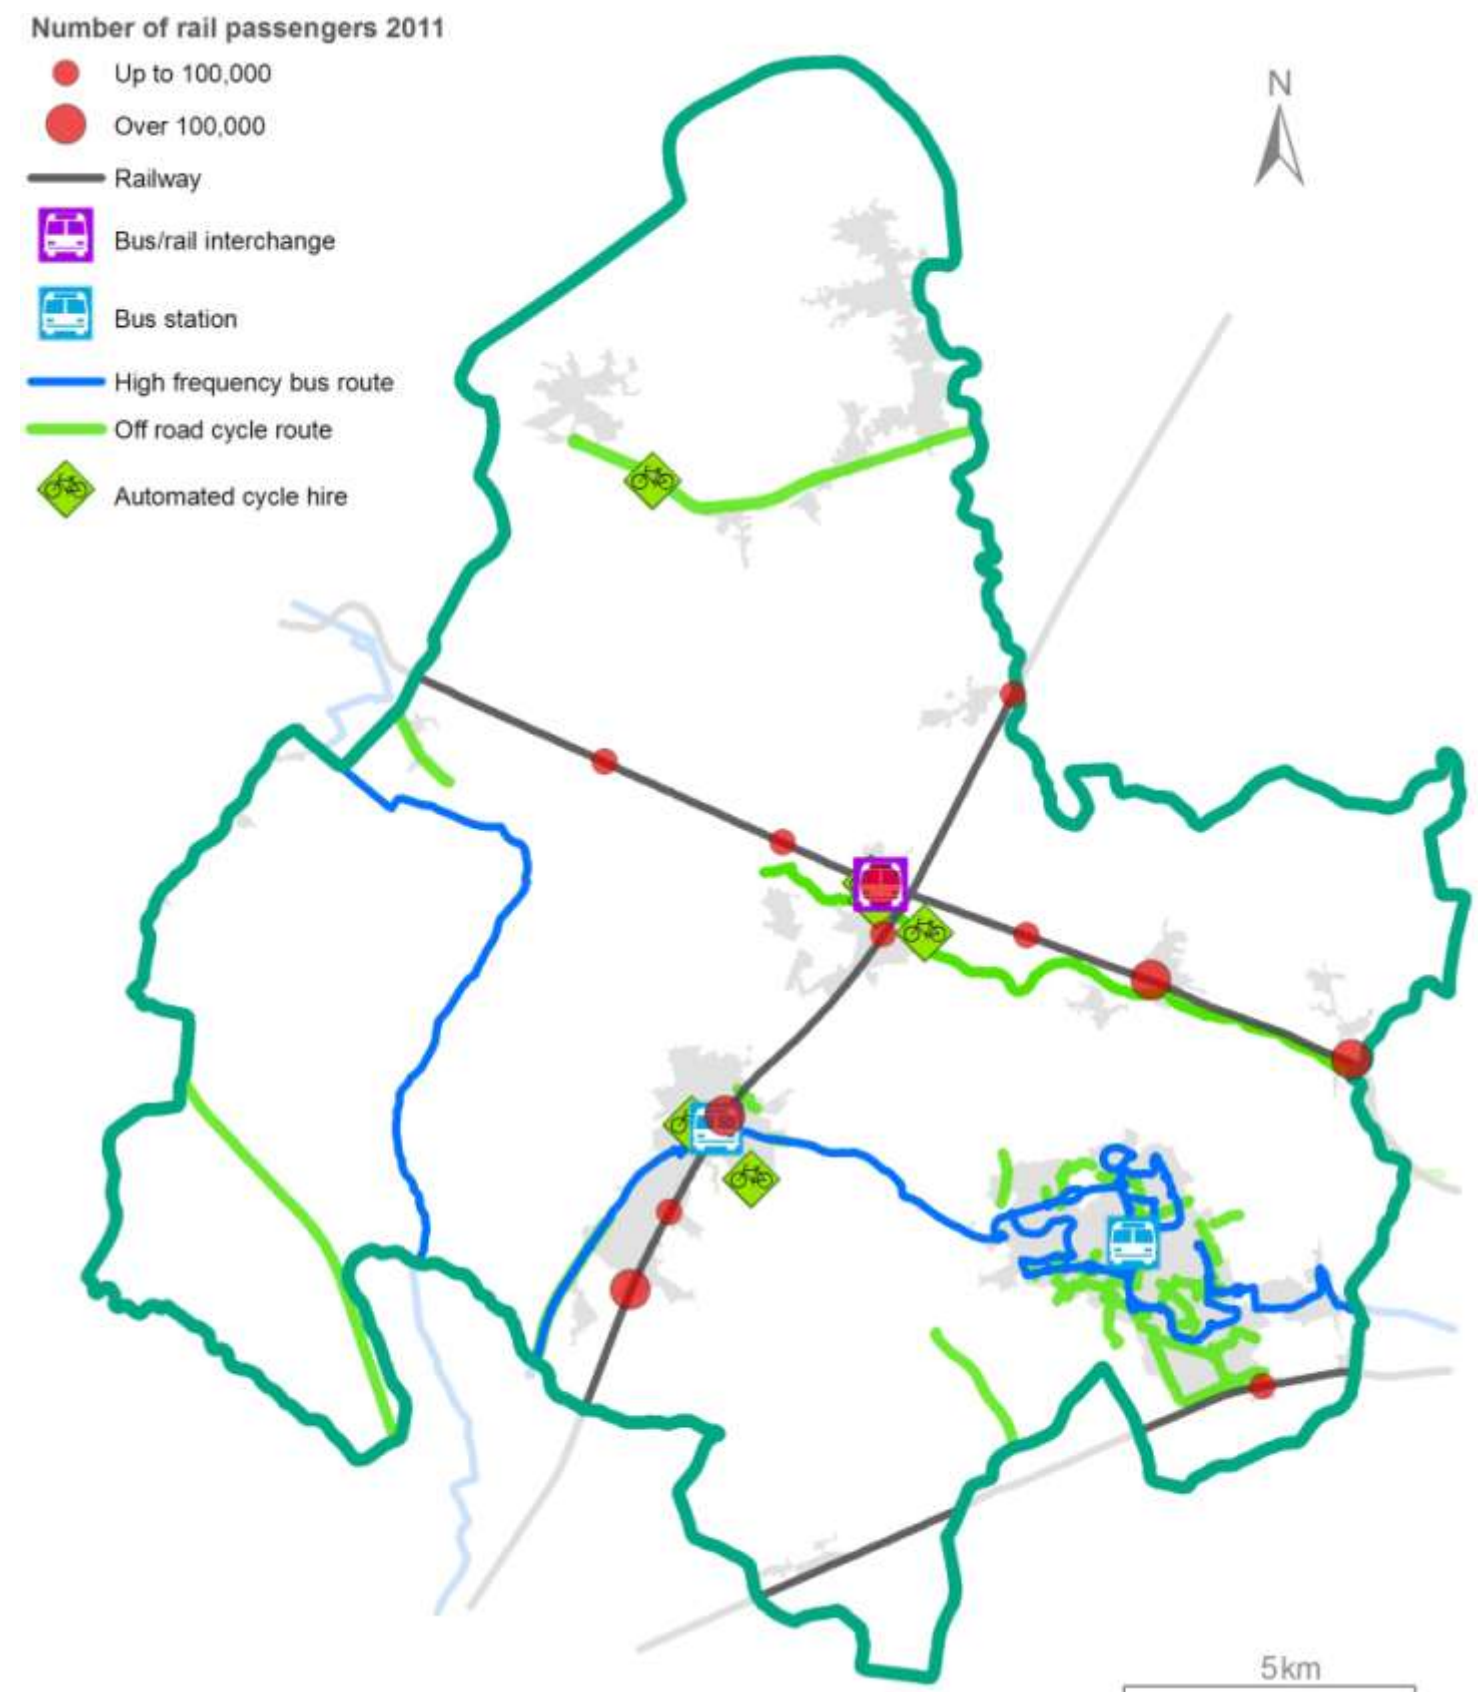 Number of rail passengers 2011
Up to 100,000
Over 100,000
Railway
Bus/rail interchange
Bus station
High frequency bus route
Off road cycle route
Automated cycle hire
N
5km